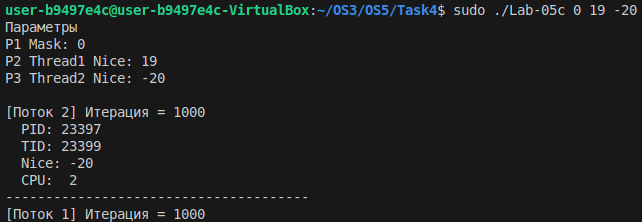 user-b9497e4c@user-b9497e4c-VirtualBox:~/OS3/OS5/Task4$ sudo ./Lab-05c 0 19 -20
Параметры
P1 Mask: 0
P2 Thread1 Nice: 19
P3 Thread2 Nice: -20
[Поток 2] Итерация = 1000
PID: 23397
TID: 23399
Nice: -20
CPU:  2
--------------------------------------
[Поток 1] Итерация = 1000